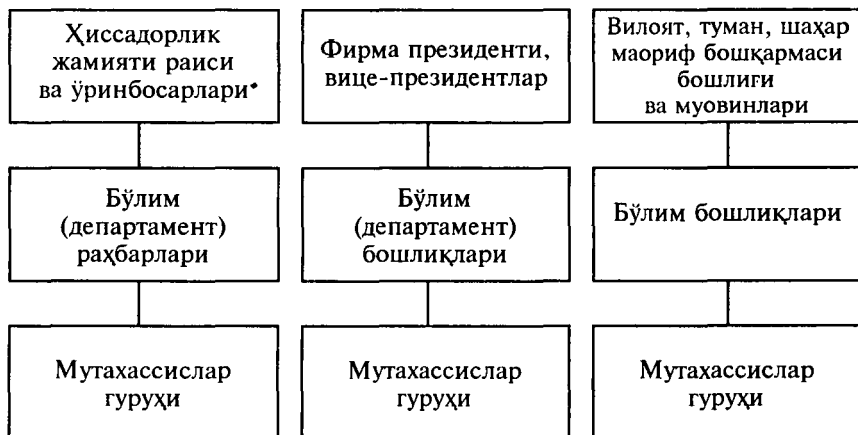 Ҳиссадорлик
жамияти раиси
ва ўринбосарлари*
Фирма президенти,
вице-президентлар
Вилоят, туман, шаҳар
маориф бошқармаси
бошлиғи
ва муовинлари
Бўлим
(департамент)
раҳбарлари
Бўлим
(департамент)
бошлиқлари
Бўлим бошлиқлари
Мутахассислар
гуруҳи
Мутахассислар
гуруҳи
Мутахассислар
гуруҳи